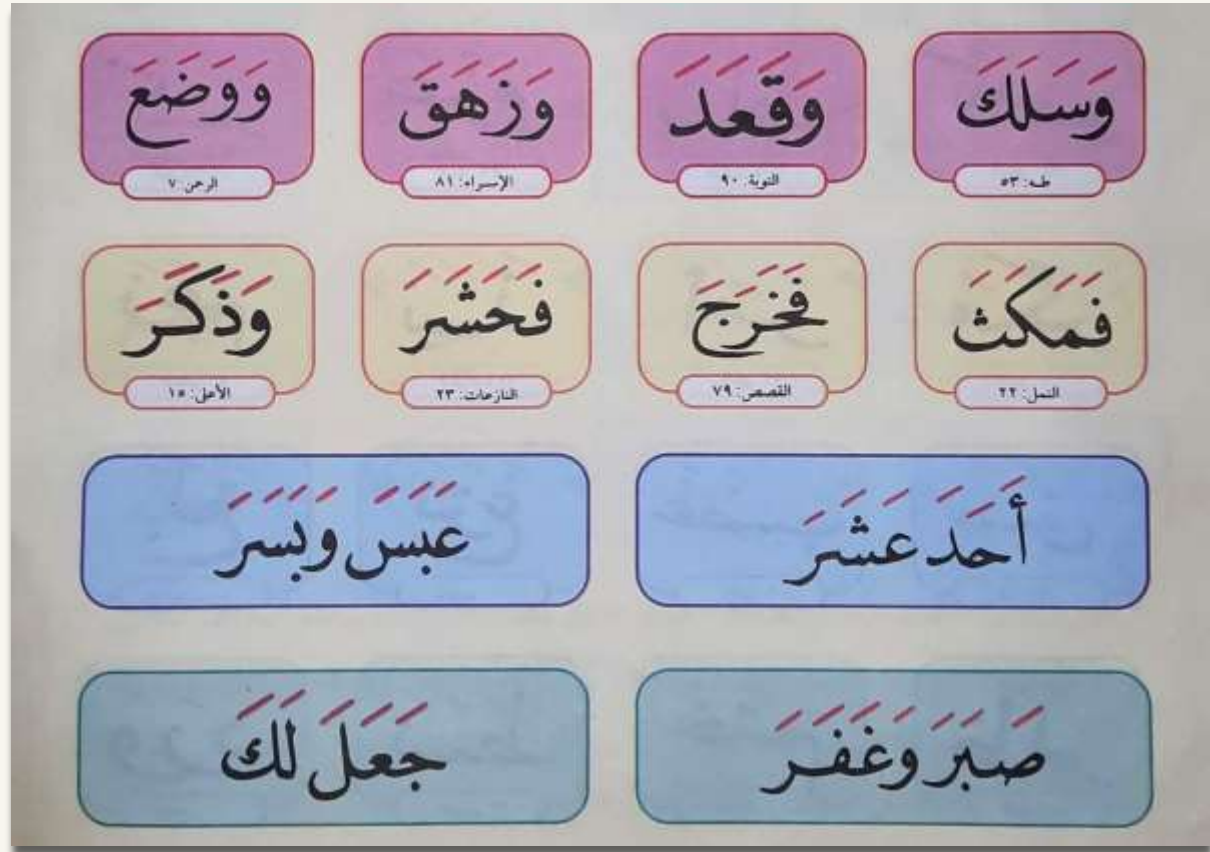 وَسَلَكَ وَقَعَدَ وَزَهَقَ وَوَضَعَ
طه: ٥٣ التوبة: ٩٠ الإسراء: ٨١ الرحمن: ٧
فَمَكَثَ فَخَرَجَ فَحَشَرَ وَذَكَرَ
النمل: ٢٢ القصص: ٧٩ النازعات: ٢٣ الأعلى: ١٥
أَحَدَ عَشَرَ عَبَسَ وَبَسَرَ
صَبَرَ وَغَفَرَ جَعَلَ لَكَ